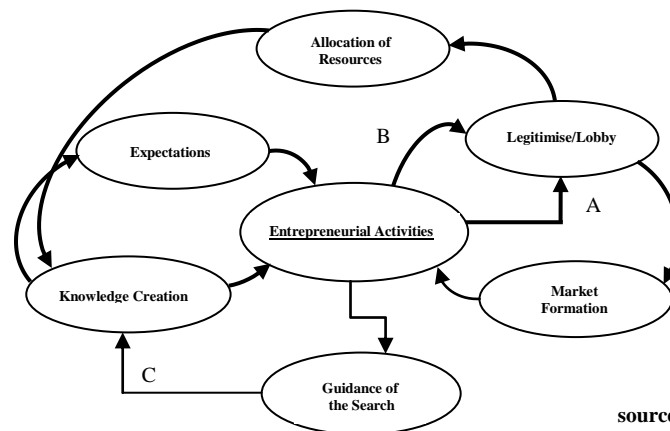 Allocation of
Resources
B
Legitimise/Lobby
Expectations
A
Entrepreneurial Activities
Knowledge Creation
Market
Formation
C
Guidance of
the Search
source